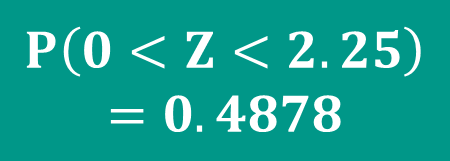 P(0 < Z < 2.25)
= 0.4878